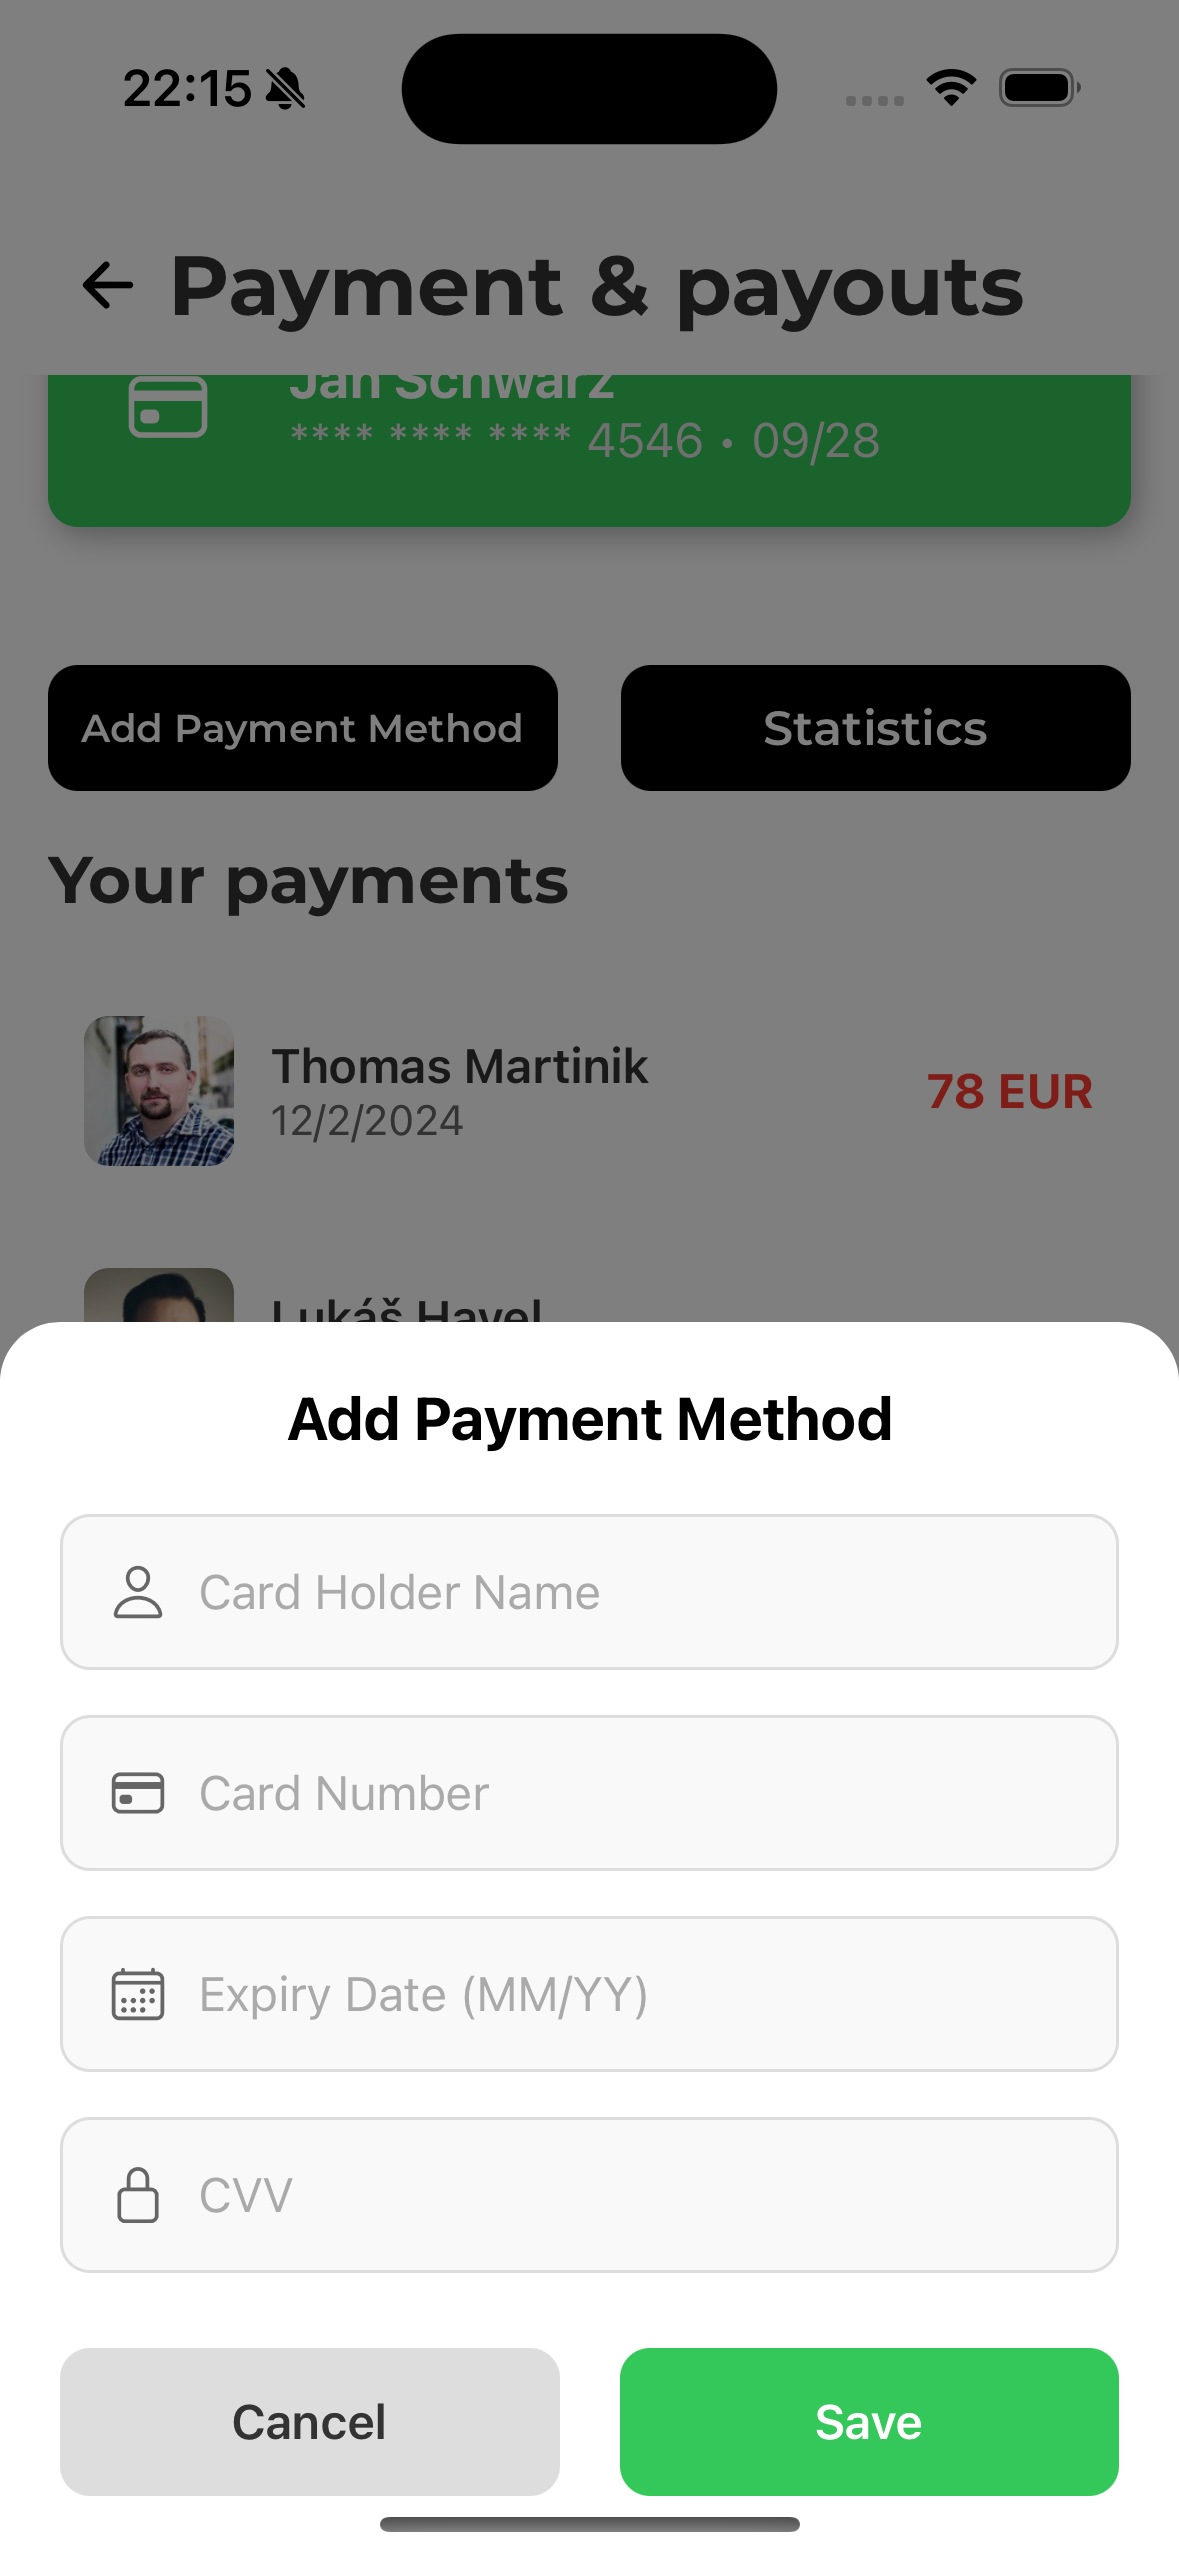 22:15
Payment & payouts
Jan Schwarz
**** **** **** 4546 • 09/28
Add Payment Method
Statistics
Your payments
Thomas Martinik
12/2/2024
78 EUR
Lukáš Havel
Add Payment Method
Card Holder Name
Card Number
Expiry Date (MM/YY)
CVV
Cancel
Save